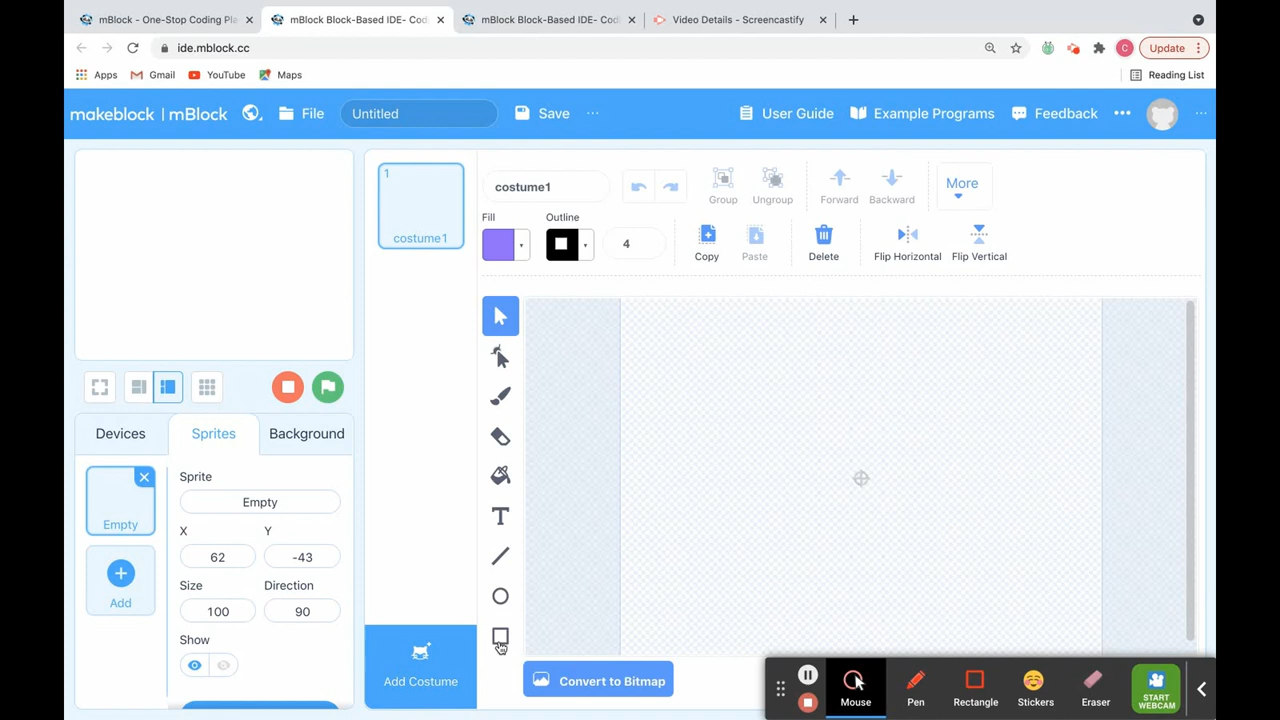 mBlock - One-Stop Coding Pla
mBlock Block-Based IDE- Cod
mBlock Block-Based IDE- Cod
Video Details - Screencastify
ide.mblock.cc
C
Update
Apps
Gmail
YouTube
Maps
Reading List
makeblock | mBlock
File
Untitled
Save
User Guide
Example Programs
Feedback
1
costume1
costume1
Group
Ungroup
Forward
Backward
More
Fill
Outline
4
Copy
Paste
Delete
Flip Horizontal
Flip Vertical
T
Devices
Sprites
Background
Empty
Add
Sprite
Empty
X
Y
62
-43
Size
Direction
100
90
Show
Add Costume
Convert to Bitmap
Mouse
Pen
Rectangle
Stickers
Eraser
START
WEBCAM